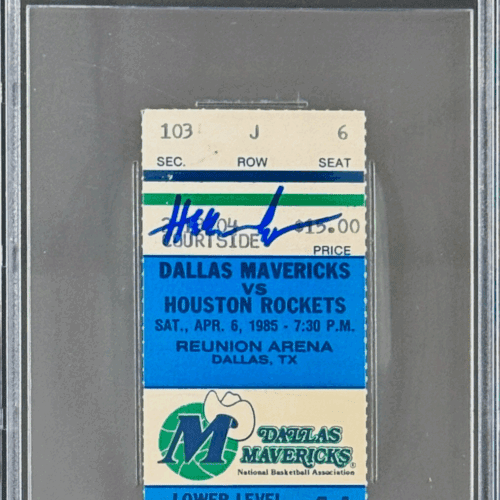 103 J 6
SEC. ROW SEAT
$15.00
COURTSIDE
PRICE
DALLAS MAVERICKS
VS
HOUSTON ROCKETS
SAT., APR. 6, 1985 - 7:30 P.M.
REUNION ARENA
DALLAS, TX
M DALLAS
MAVERICKS
National Basketball Association
LOWER LEVEL